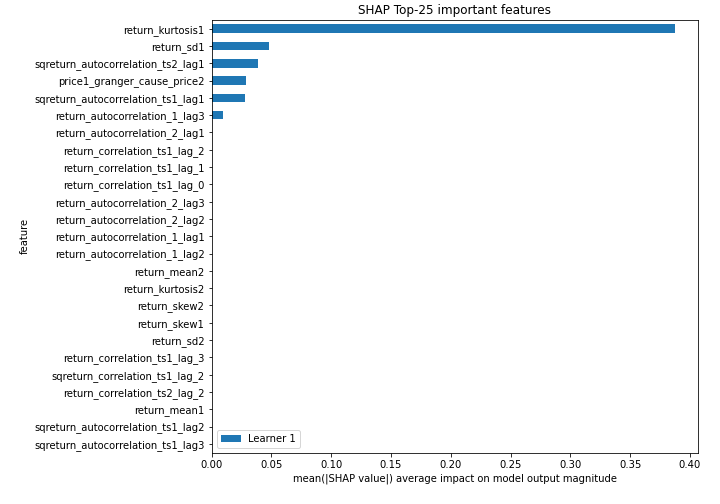 SHAP Top-25 important features
return_kurtosis1
return_sd1
sqreturn_autocorrelation_ts2_lag1
price1_granger_cause_price2
sqreturn_autocorrelation_ts1_lag1
return_autocorrelation_1_lag3
return_autocorrelation_2_lag1
return_correlation_ts1_lag_2
return_correlation_ts1_lag_1
return_correlation_ts1_lag_0
return_autocorrelation_2_lag3
return_autocorrelation_2_lag2
return_autocorrelation_1_lag1
return_autocorrelation_1_lag2
return_mean2
return_kurtosis2
return_skew2
return_skew1
return_sd2
return_correlation_ts1_lag_3
sqreturn_correlation_ts1_lag_2
return_correlation_ts2_lag_2
return_mean1
sqreturn_autocorrelation_ts1_lag2
sqreturn_autocorrelation_ts1_lag3
feature
Learner 1
0.00 0.05 0.10 0.15 0.20 0.25 0.30 0.35 0.40
mean(|SHAP value|) average impact on model output magnitude